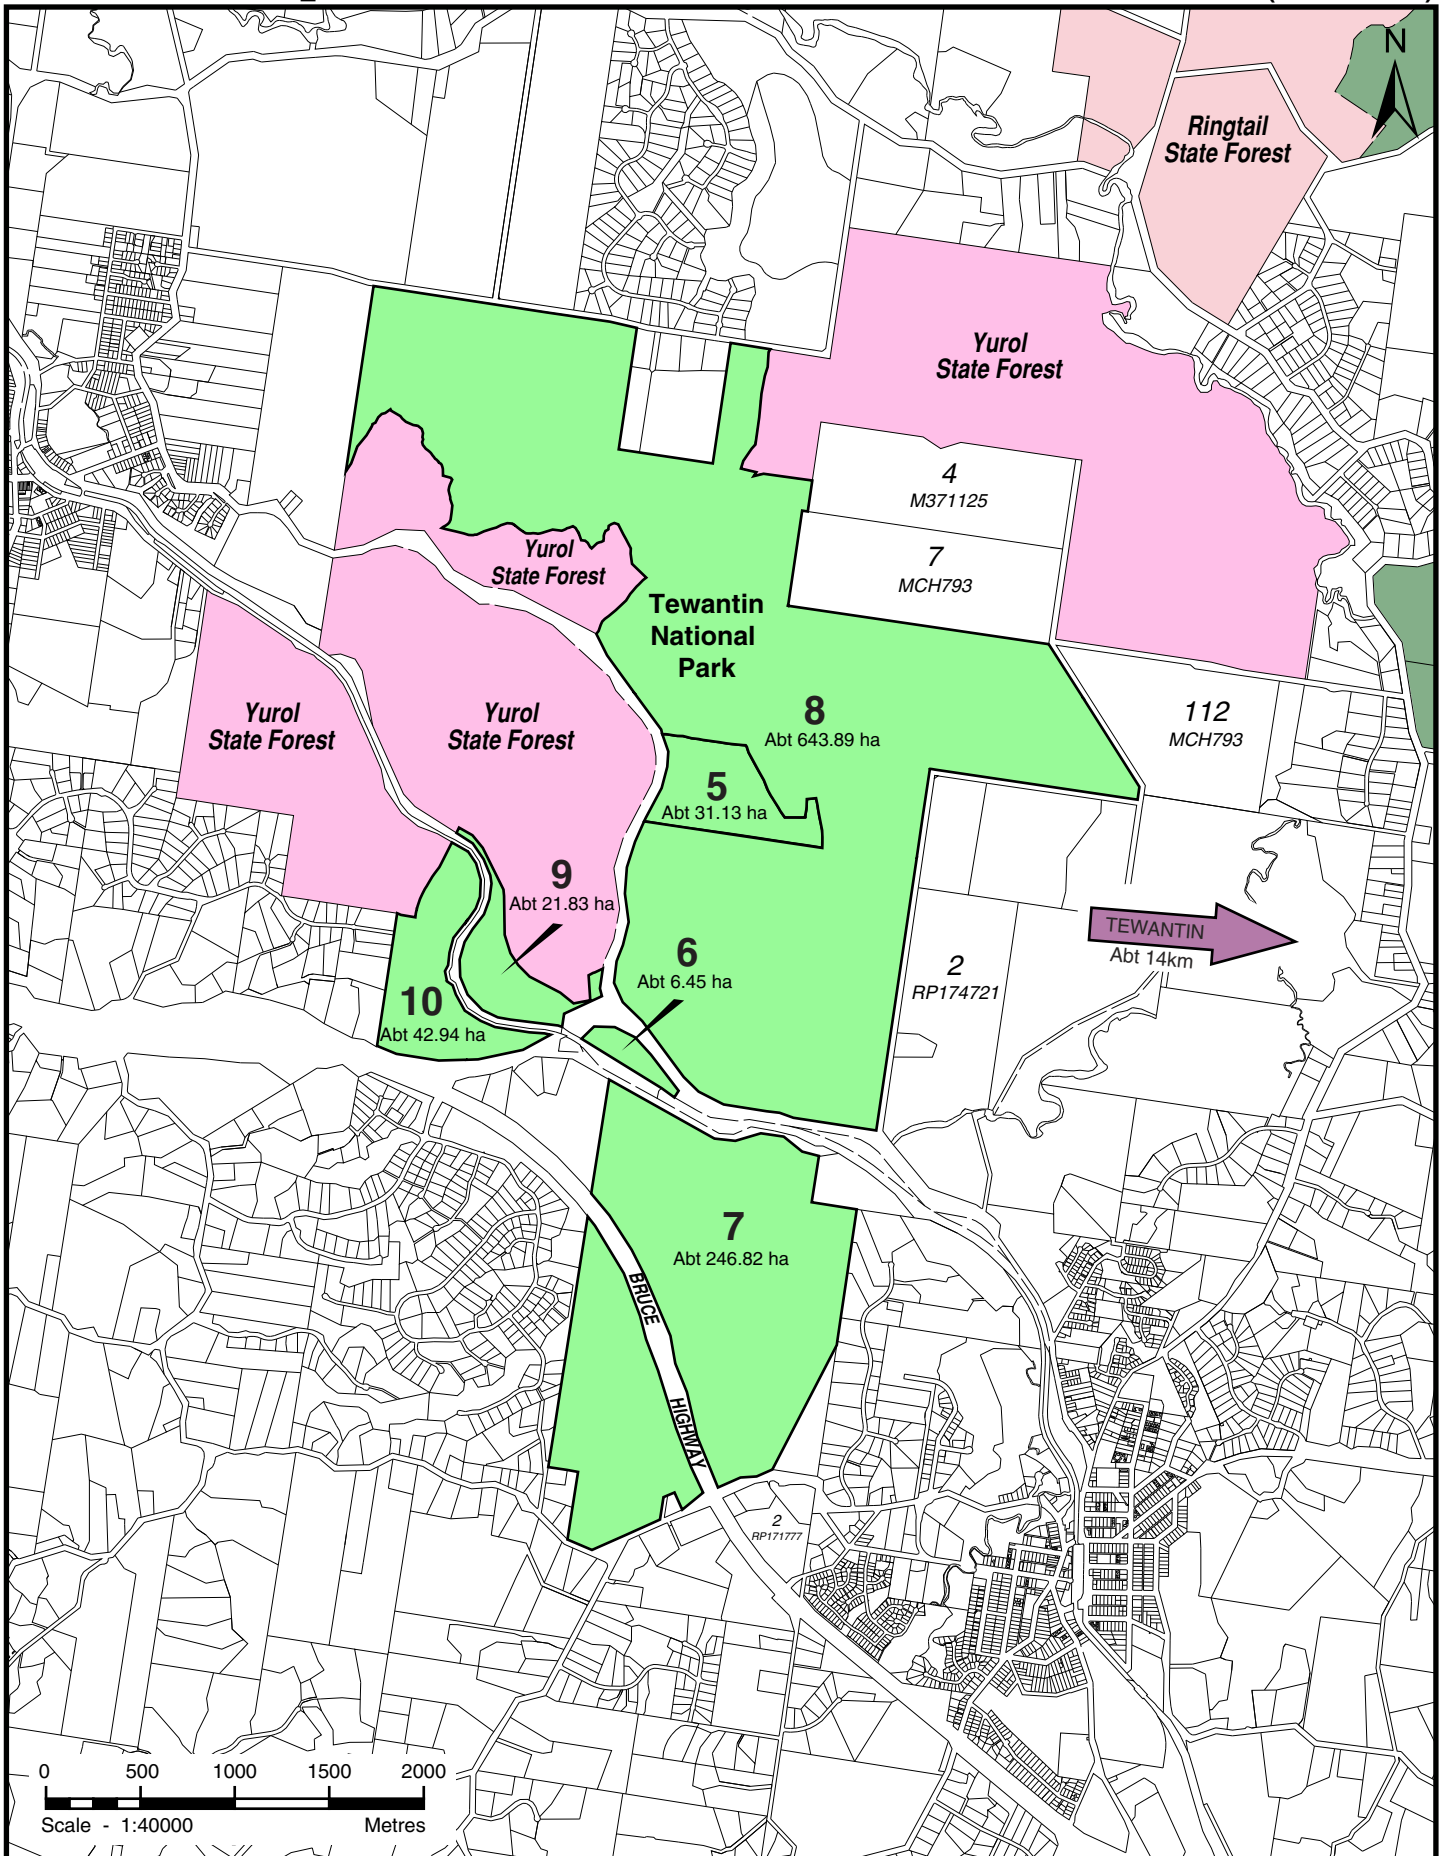 N
Ringtail
State Forest
Yurol
State Forest
4
M371125
7
MCH793
Yurol
State Forest
Tewantin
National
Park
8
Abt 643.89 ha
112
MCH793
Yurol
State Forest
Yurol
State Forest
5
Abt 31.13 ha
9
Abt 21.83 ha
TEWANTIN
Abt 14km
6
Abt 6.45 ha
2
RP174721
10
Abt 42.94 ha
7
Abt 246.82 ha
BRUCE
HIGHWAY
2
RP171777
0 500 1000 1500 2000
Scale - 1:40000 Metres